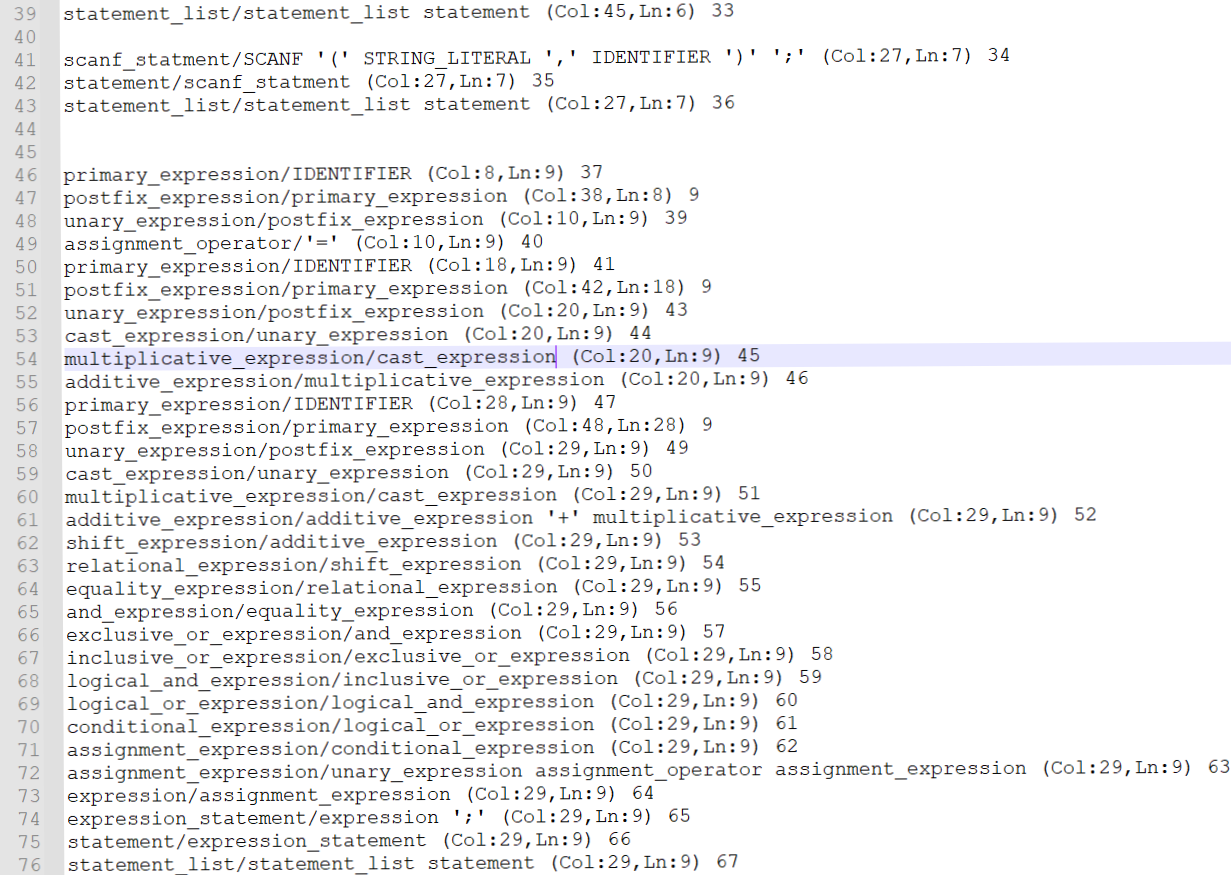 39 statement_list/statement_list statement (Col:45,Ln:6) 33
40
41 scanf_statment/SCANF '(' STRING_LITERAL ',' IDENTIFIER ')' ';' (Col:27,Ln:7) 34
42 statement/scanf_statment (Col:27,Ln:7) 35
43 statement_list/statement_list statement (Col:27,Ln:7) 36
44
45
46 primary_expression/IDENTIFIER (Col:8,Ln:9) 37
47 postfix_expression/primary_expression (Col:38,Ln:8) 9
48 unary_expression/postfix_expression (Col:10,Ln:9) 39
49 assignment_operator/'=' (Col:10,Ln:9) 40
50 primary_expression/IDENTIFIER (Col:18,Ln:9) 41
51 postfix_expression/primary_expression (Col:42,Ln:18) 9
52 unary_expression/postfix_expression (Col:20,Ln:9) 43
53 cast_expression/unary_expression (Col:20,Ln:9) 44
54 multiplicative_expression/cast_expression (Col:20,Ln:9) 45
55 additive_expression/multiplicative_expression (Col:20,Ln:9) 46
56 primary_expression/IDENTIFIER (Col:28,Ln:9) 47
57 postfix_expression/primary_expression (Col:48,Ln:28) 9
58 unary_expression/postfix_expression (Col:29,Ln:9) 49
59 cast_expression/unary_expression (Col:29,Ln:9) 50
60 multiplicative_expression/cast_expression (Col:29,Ln:9) 51
61 additive_expression/additive_expression '+' multiplicative_expression (Col:29,Ln:9) 52
62 shift_expression/additive_expression (Col:29,Ln:9) 53
63 relational_expression/shift_expression (Col:29,Ln:9) 54
64 equality_expression/relational_expression (Col:29,Ln:9) 55
65 and_expression/equality_expression (Col:29,Ln:9) 56
66 exclusive_or_expression/and_expression (Col:29,Ln:9) 57
67 inclusive_or_expression/exclusive_or_expression (Col:29,Ln:9) 58
68 logical_and_expression/inclusive_or_expression (Col:29,Ln:9) 59
69 logical_or_expression/logical_and_expression (Col:29,Ln:9) 60
70 conditional_expression/logical_or_expression (Col:29,Ln:9) 61
71 assignment_expression/conditional_expression (Col:29,Ln:9) 62
72 assignment_expression/unary_expression assignment_operator assignment_expression (Col:29,Ln:9) 63
73 expression/assignment_expression (Col:29,Ln:9) 64
74 expression_statement/expression ';' (Col:29,Ln:9) 65
75 statement/expression_statement (Col:29,Ln:9) 66
76 statement_list/statement_list statement (Col:29,Ln:9) 67